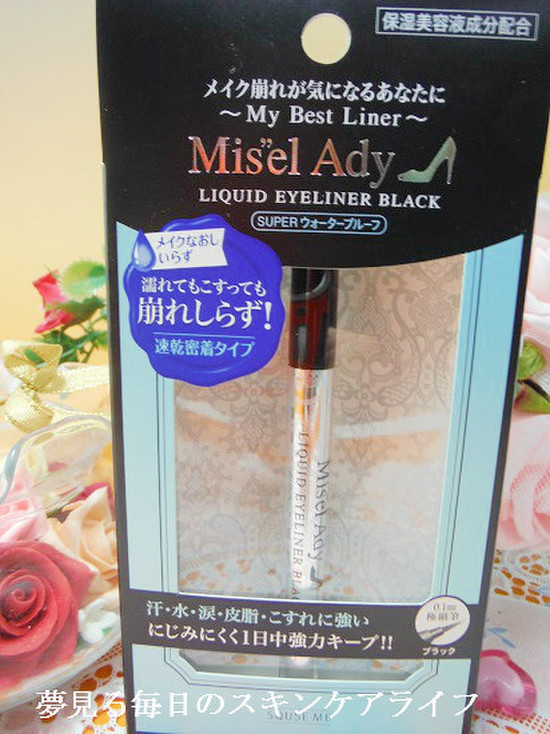 保湿美容液成分配合
メイク崩れが気になるあなたに
～My Best Liner～
Mis"el Ady
LIQUID EYELINER BLACK
SUPERウォータープルーフ
メイクなおし
いらず
濡れてもこすっても
崩れしらず!
速乾密着タイプ
Misel Ady
LIQUID EYELINER BLA
汗・水・涙・皮脂・こすれに強い
にじみにくく1日中強力キープ!!
0.1mm
極細筆
ブラック
夢見る毎日のスキンケアライフ
SQUSE ME